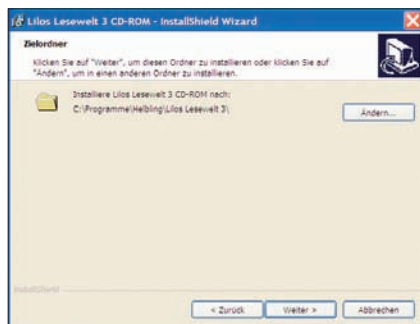 Lilos Lesewelt 3 CD-ROM - InstallShield Wizard
Zielordner
Klicken Sie auf "Weiter", um diesen Ordner zu installieren oder klicken Sie auf
"Ändern", um in einen anderen Ordner zu installieren.
Installiere Lilos Lesewelt 3 CD-ROM nach:
C:\Programme\Helbling\Lilos Lesewelt 3\
Ändern...
InstallShield
< Zurück
Weiter >
Abbrechen